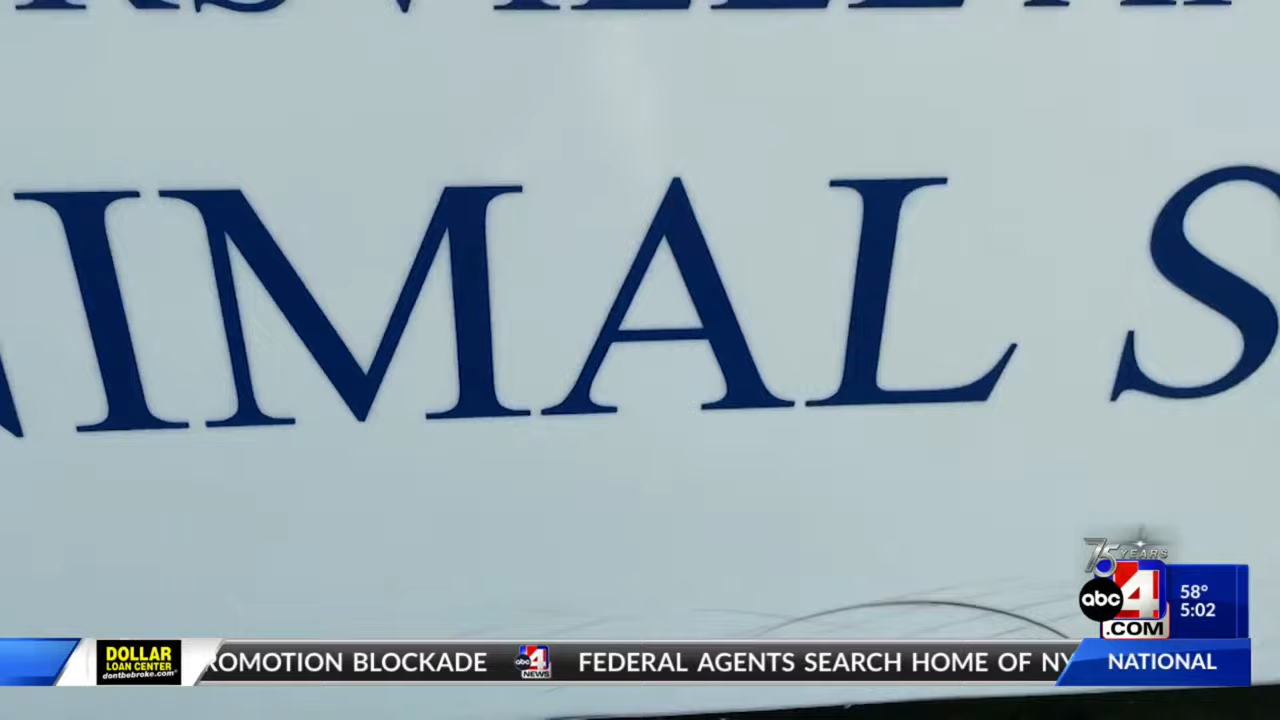 NIMAL S
75 YEARS
abc 4
.COM
58°
5:02
DOLLAR
LOAN CENTER
dontbebroke.com
ROMOTION BLOCKADE abc 4 NEWS FEDERAL AGENTS SEARCH HOME OF NY
NATIONAL